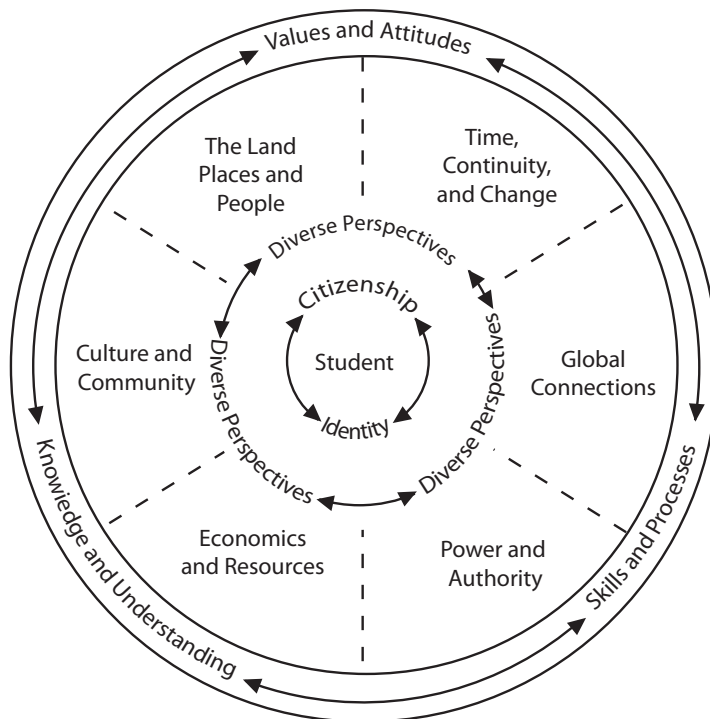 Values and Attitudes
The Land
Places and
People
Time,
Continuity,
and Change
Diverse Perspectives
Citizenship
Culture and
Community
Diverse Perspectives
Student
Diverse Perspectives
Global
Connections
Identity
Economics
and Resources
Power and
Authority
Knowledge and Understanding
Skills and Processes